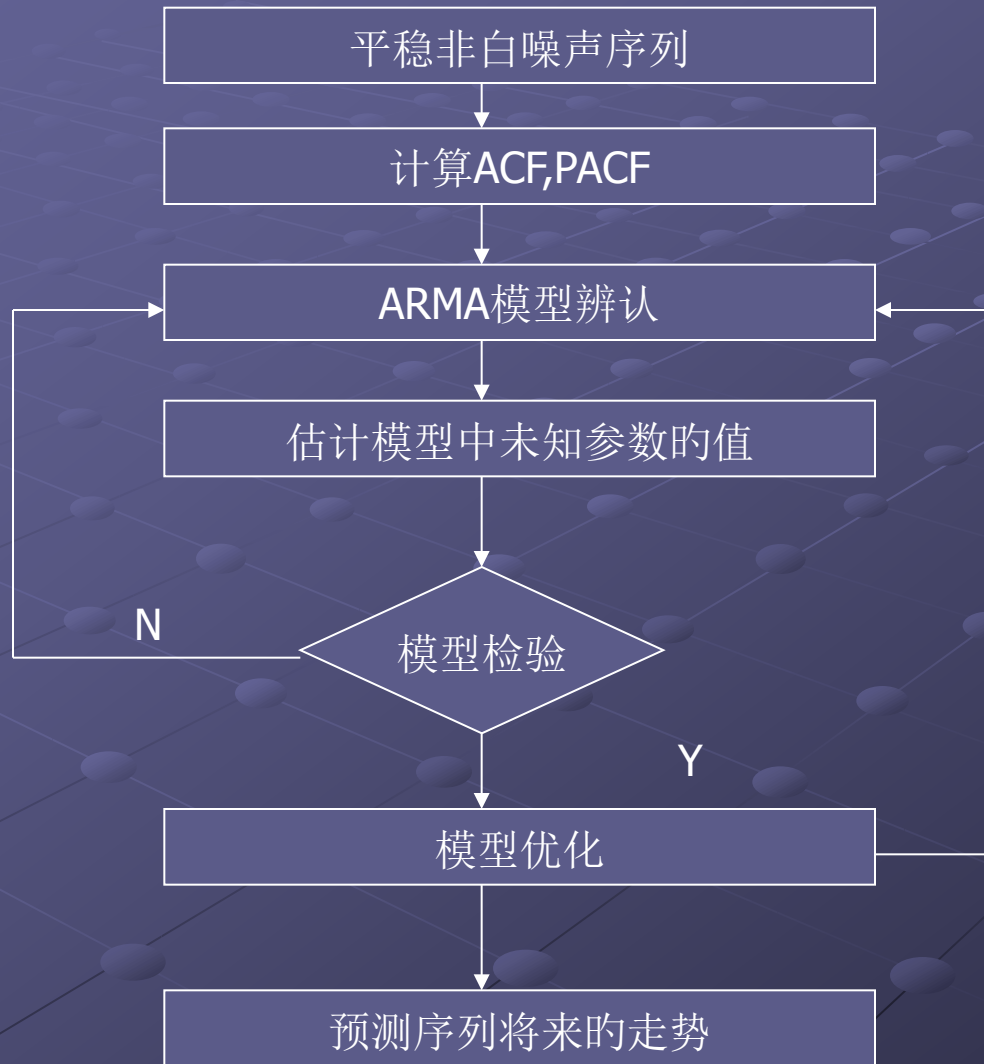 平稳非白噪声序列
计算ACF,PACF
ARMA模型辨认
估计模型中未知参数旳值
N
模型检验
Y
模型优化
预测序列将来旳走势